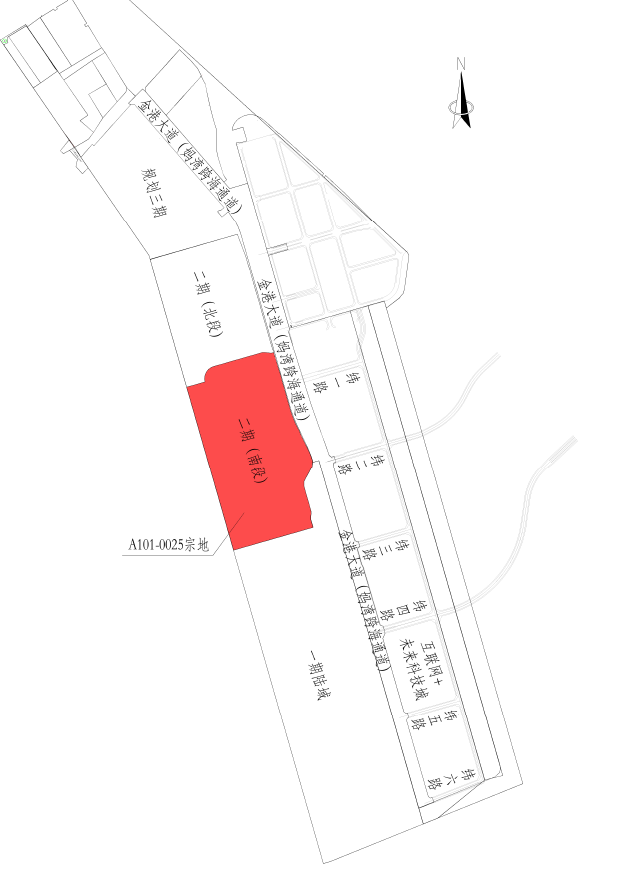 N
金港大道（妈湾跨海通道）
规划三期
二期（北段）
金港大道（妈湾跨海通道）
纬一路
二期（南段）
纬二路
A101-0025宗地
金港大道（妈湾跨海通道）
纬三路
纬四路
互联网+
未来科技城
一期陆域
纬五路
纬六路